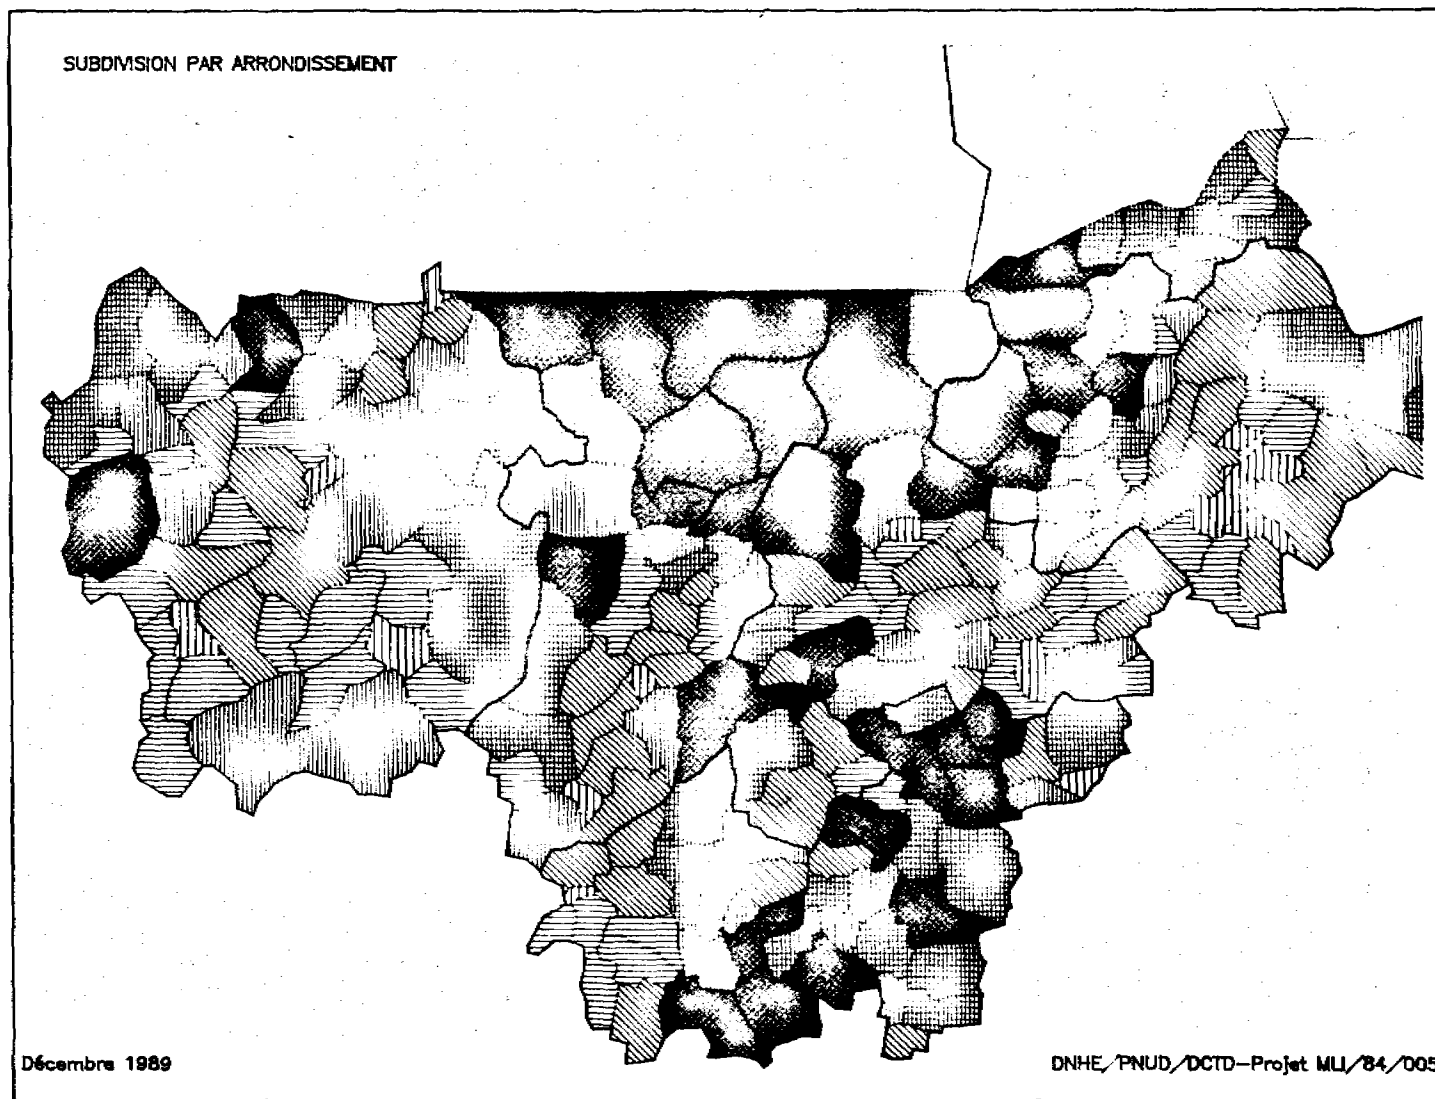 SUBDIVISION PAR ARRONDISSEMENT
Décembre 1989
DNHE/PNUD/DCTD-Projet MLI/84/005